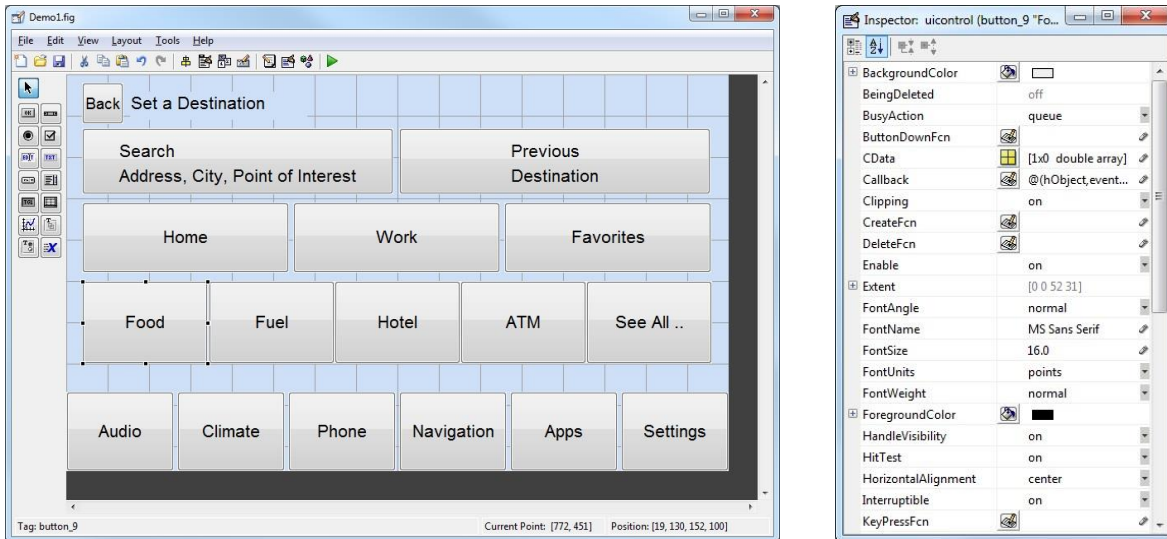 Demo1.fig
File Edit View Layout Tools Help
Back Set a Destination
Search
Address, City, Point of Interest
Previous
Destination
Home Work Favorites
Food Fuel Hotel ATM See All ..
Audio Climate Phone Navigation Apps Settings
Tag: button_9 Current Point: [772, 451] Position: [19, 130, 152, 100]
Inspector: uicontrol (button_9 "Fo...
BackgroundColor
BeingDeleted off
BusyAction queue
ButtonDownFcn
CData [1x0 double array]
Callback @(hObject,event...
Clipping on
CreateFcn
DeleteFcn
Enable on
Extent [0 0 52 31]
FontAngle normal
FontName MS Sans Serif
FontSize 16.0
FontUnits points
FontWeight normal
ForegroundColor
HandleVisibility on
HitTest on
HorizontalAlignment center
Interruptible on
KeyPressFcn